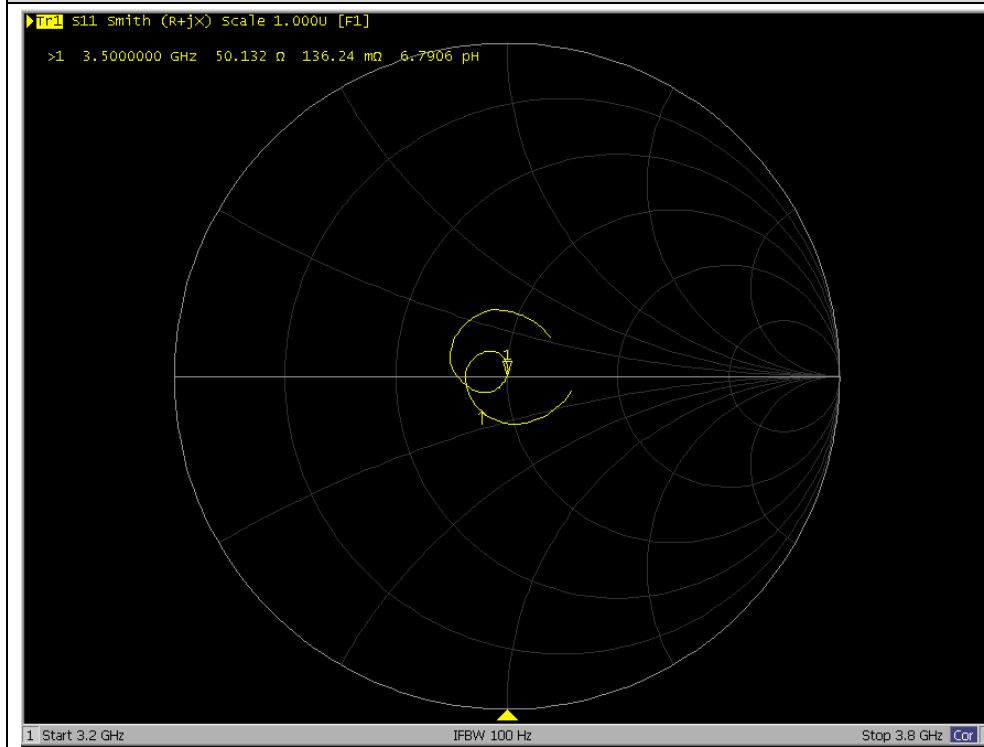 Tr1 S11 Smith (R+jX) Scale 1.000U [F1]
>1 3.5000000 GHz 50.132 Ω 136.24 mΩ 6.7906 pH
1
1
1 Start 3.2 GHz IFBW 100 Hz Stop 3.8 GHz Cor